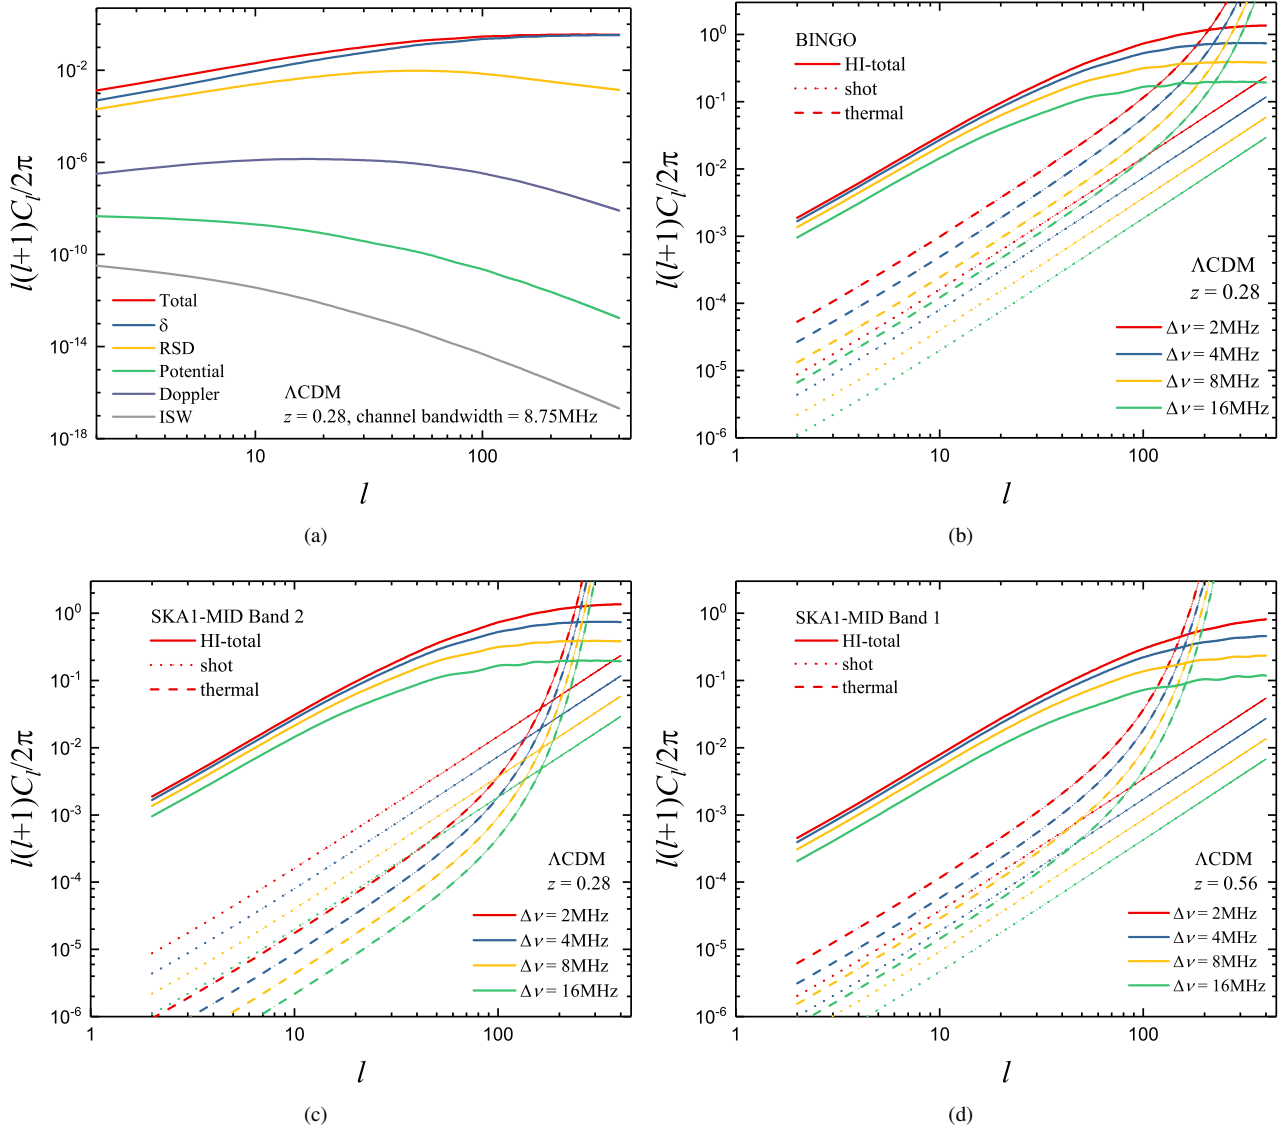 l(l+1)C_l/2π
10^-2
10^-6
10^-10
10^-14
10^-18
Total
δ
RSD
Potential
Doppler
ISW
ΛCDM
z = 0.28, channel bandwidth = 8.75MHz
10
100
l
(a)
l(l+1)C_l/2π
10^0
10^-1
10^-2
10^-3
10^-4
10^-5
10^-6
BINGO
HI-total
shot
thermal
ΛCDM
z = 0.28
Δν = 2MHz
Δν = 4MHz
Δν = 8MHz
Δν = 16MHz
1
10
100
l
(b)
l(l+1)C_l/2π
10^0
10^-1
10^-2
10^-3
10^-4
10^-5
10^-6
SKA1-MID Band 2
HI-total
shot
thermal
ΛCDM
z = 0.28
Δν = 2MHz
Δν = 4MHz
Δν = 8MHz
Δν = 16MHz
1
10
100
l
(c)
l(l+1)C_l/2π
10^0
10^-1
10^-2
10^-3
10^-4
10^-5
10^-6
SKA1-MID Band 1
HI-total
shot
thermal
ΛCDM
z = 0.56
Δν = 2MHz
Δν = 4MHz
Δν = 8MHz
Δν = 16MHz
1
10
100
l
(d)